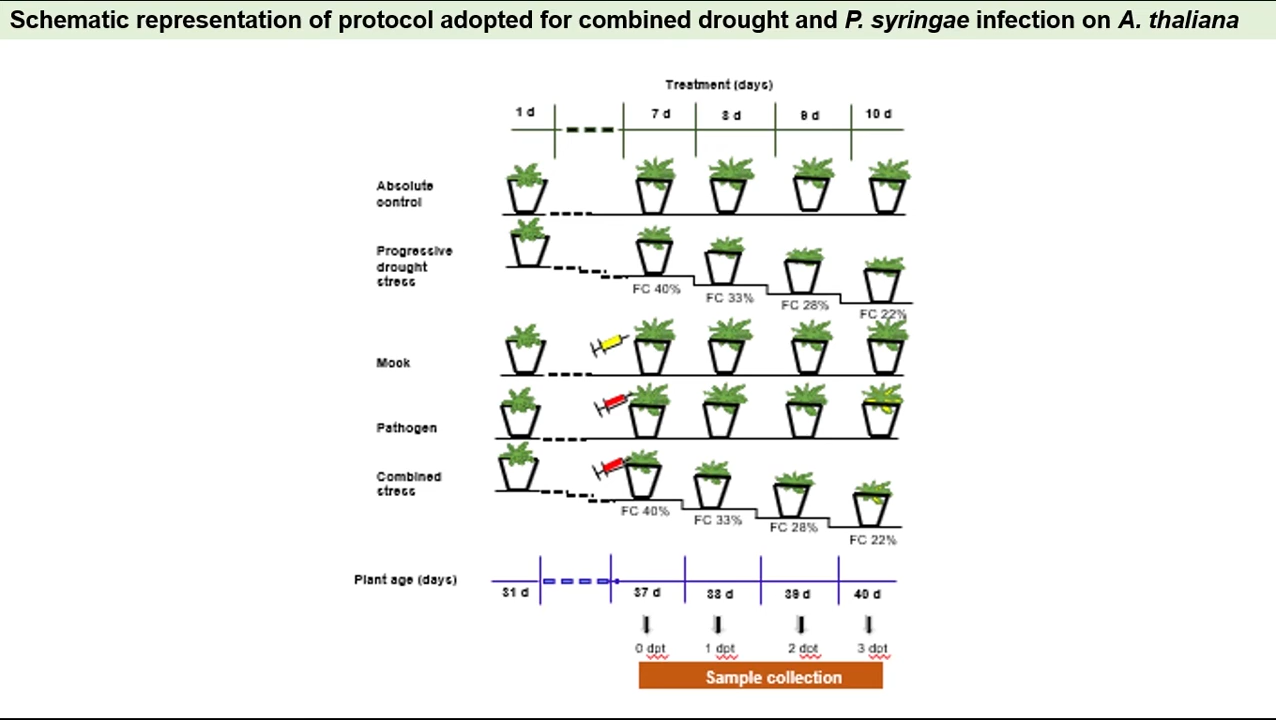 Schematic representation of protocol adopted for combined drought and P. syringae infection on A. thaliana
Treatment (days)
1 d 7 d 8 d 9 d 10 d
Absolute
control
Progressive
drought
stress
FC 40% FC 33% FC 28% FC 22%
Mock
Pathogen
Combined
stress
FC 40% FC 33% FC 28% FC 22%
Plant age (days)
31 d 37 d 38 d 39 d 40 d
0 dpt 1 dpt 2 dpt 3 dpt
Sample collection